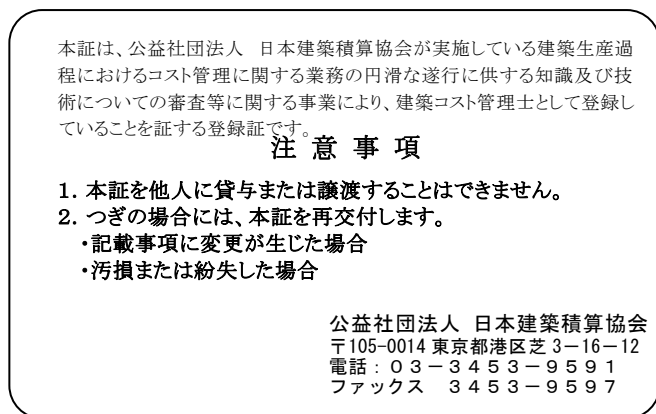 本証は、公益社団法人 日本建築積算協会が実施している建築生産過
程におけるコスト管理に関する業務の円滑な遂行に供する知識及び技
術についての審査等に関する事業により、建築コスト管理士として登録し
ていることを証する登録証です。
注 意 事 項
1. 本証を他人に貸与または譲渡することはできません。
2. つぎの場合には、本証を再交付します。
・記載事項に変更が生じた場合
・汚損または紛失した場合
公益社団法人 日本建築積算協会
〒105-0014 東京都港区芝 3－16－12
電話：０３－３４５３－９５９１
ファックス ３４５３－９５９７